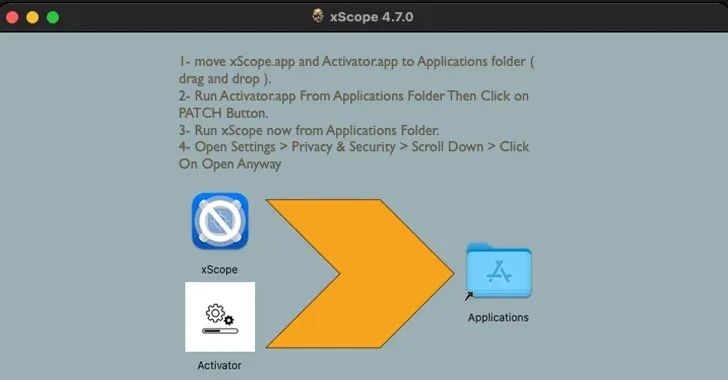 xScope 4.7.0
1- move xScope.app and Activator.app to Applications folder (
drag and drop ).
2- Run Activator.app From Applications Folder Then Click on
PATCH Button.
3- Run xScope now from Applications Folder.
4- Open Settings > Privacy & Security > Scroll Down > Click
On Open Anyway
xScope
Applications
Activator